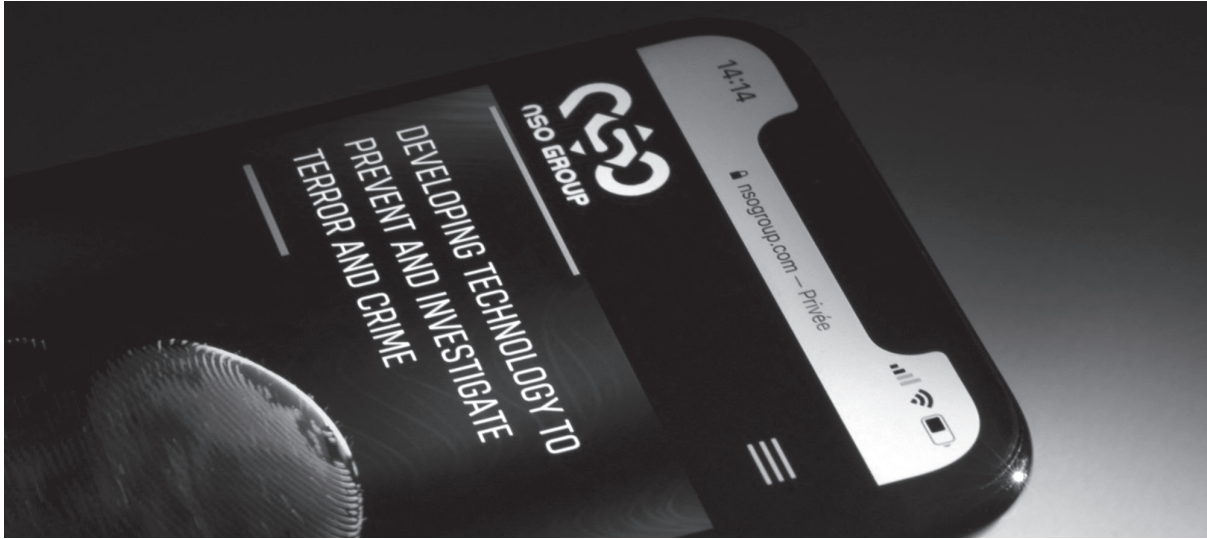 14:14
nsogroup.com — Privée
NSO GROUP
DEVELOPING TECHNOLOGY TO
PREVENT AND INVESTIGATE
TERROR AND CRIME